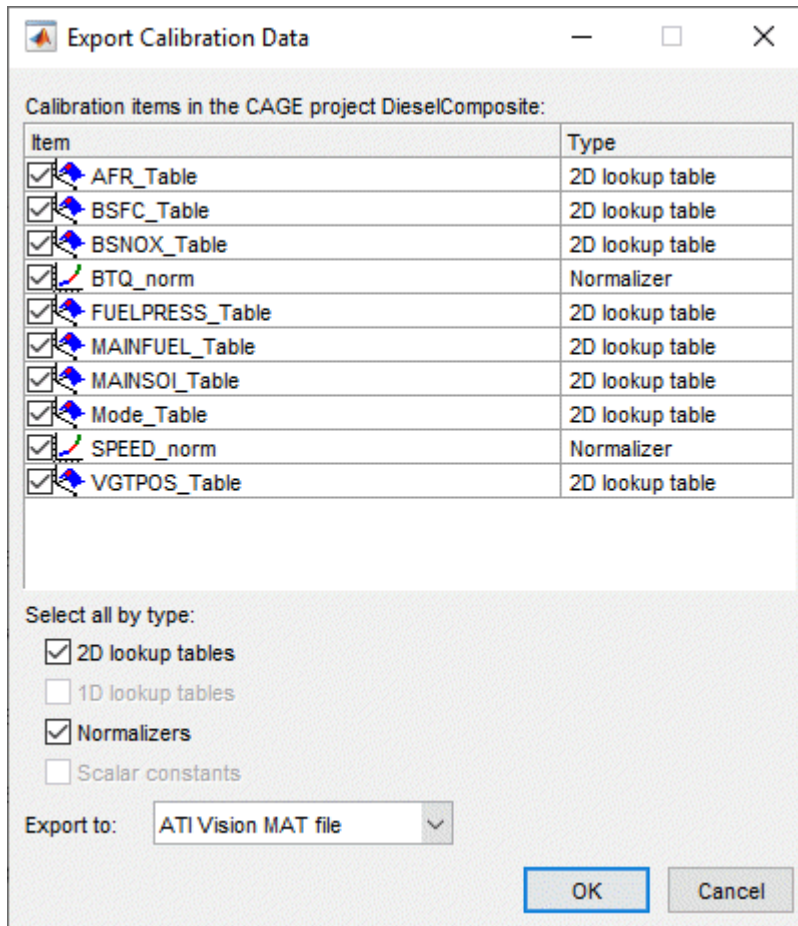 Export Calibration Data
Calibration items in the CAGE project DieselComposite:
Item Type
AFR_Table 2D lookup table
BSFC_Table 2D lookup table
BSNOX_Table 2D lookup table
BTQ_norm Normalizer
FUELPRESS_Table 2D lookup table
MAINFUEL_Table 2D lookup table
MAINSOI_Table 2D lookup table
Mode_Table 2D lookup table
SPEED_norm Normalizer
VGTPOS_Table 2D lookup table
Select all by type:
2D lookup tables
1D lookup tables
Normalizers
Scalar constants
Export to: ATI Vision MAT file
OK Cancel